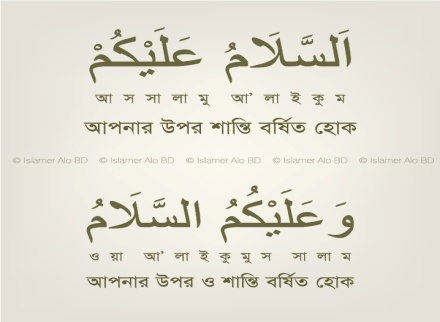 اَلسَّلَامُ عَلَيْكُمْ
আ স সা লা মু আ' লা ই কু ম
আপনার উপর শান্তি বর্ষিত হোক
© Islamer Alo BD © Islamer Alo BD © Islamer Alo BD © Islamer Alo BD © Islamer Alo BD
وَ عَلَيْكُمُ السَّلَامُ
ও য়া আ' লা ই কু মু স সা লা ম
আপনার উপর ও শান্তি বর্ষিত হোক